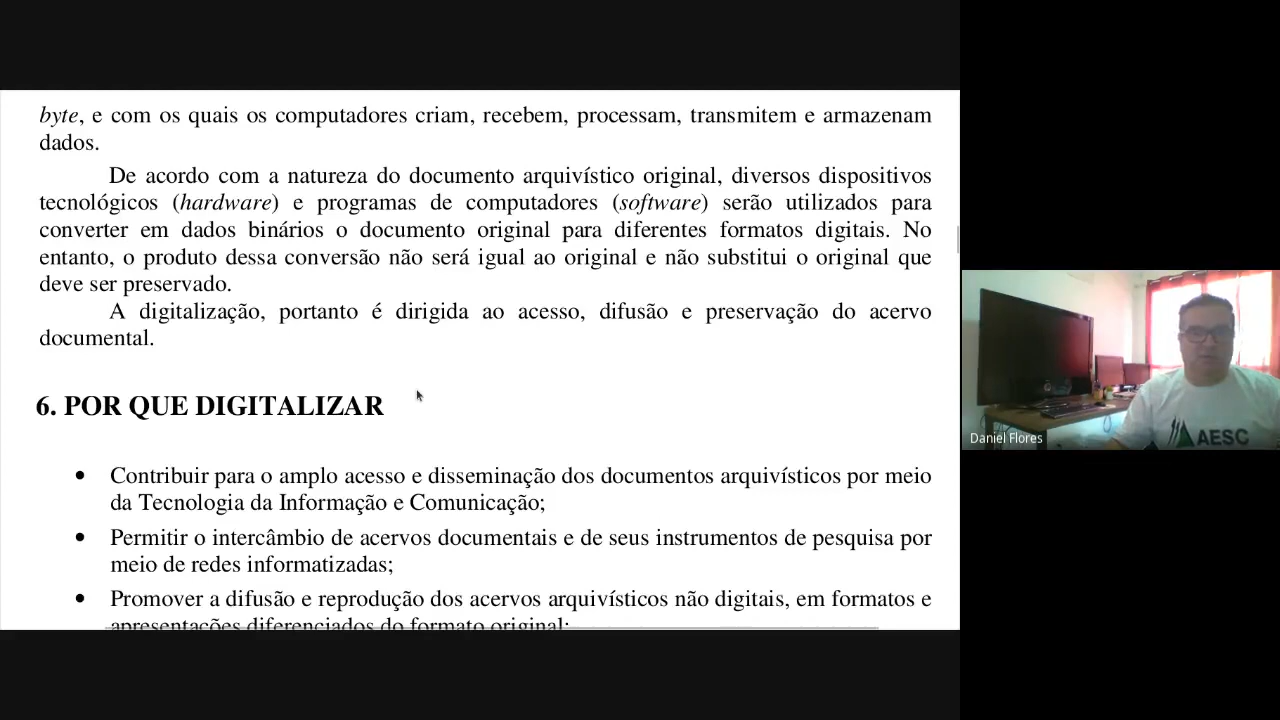 byte, e com os quais os computadores criam, recebem, processam, transmitem e armazenam
dados.
De acordo com a natureza do documento arquivístico original, diversos dispositivos
tecnológicos (hardware) e programas de computadores (software) serão utilizados para
converter em dados binários o documento original para diferentes formatos digitais. No
entanto, o produto dessa conversão não será igual ao original e não substitui o original que
deve ser preservado.
A digitalização, portanto é dirigida ao acesso, difusão e preservação do acervo
documental.
6. POR QUE DIGITALIZAR
• Contribuir para o amplo acesso e disseminação dos documentos arquivísticos por meio
da Tecnologia da Informação e Comunicação;
• Permitir o intercâmbio de acervos documentais e de seus instrumentos de pesquisa por
meio de redes informatizadas;
• Promover a difusão e reprodução dos acervos arquivísticos não digitais, em formatos e
apresentações diferenciados do formato original;
Daniel Flores
AESC